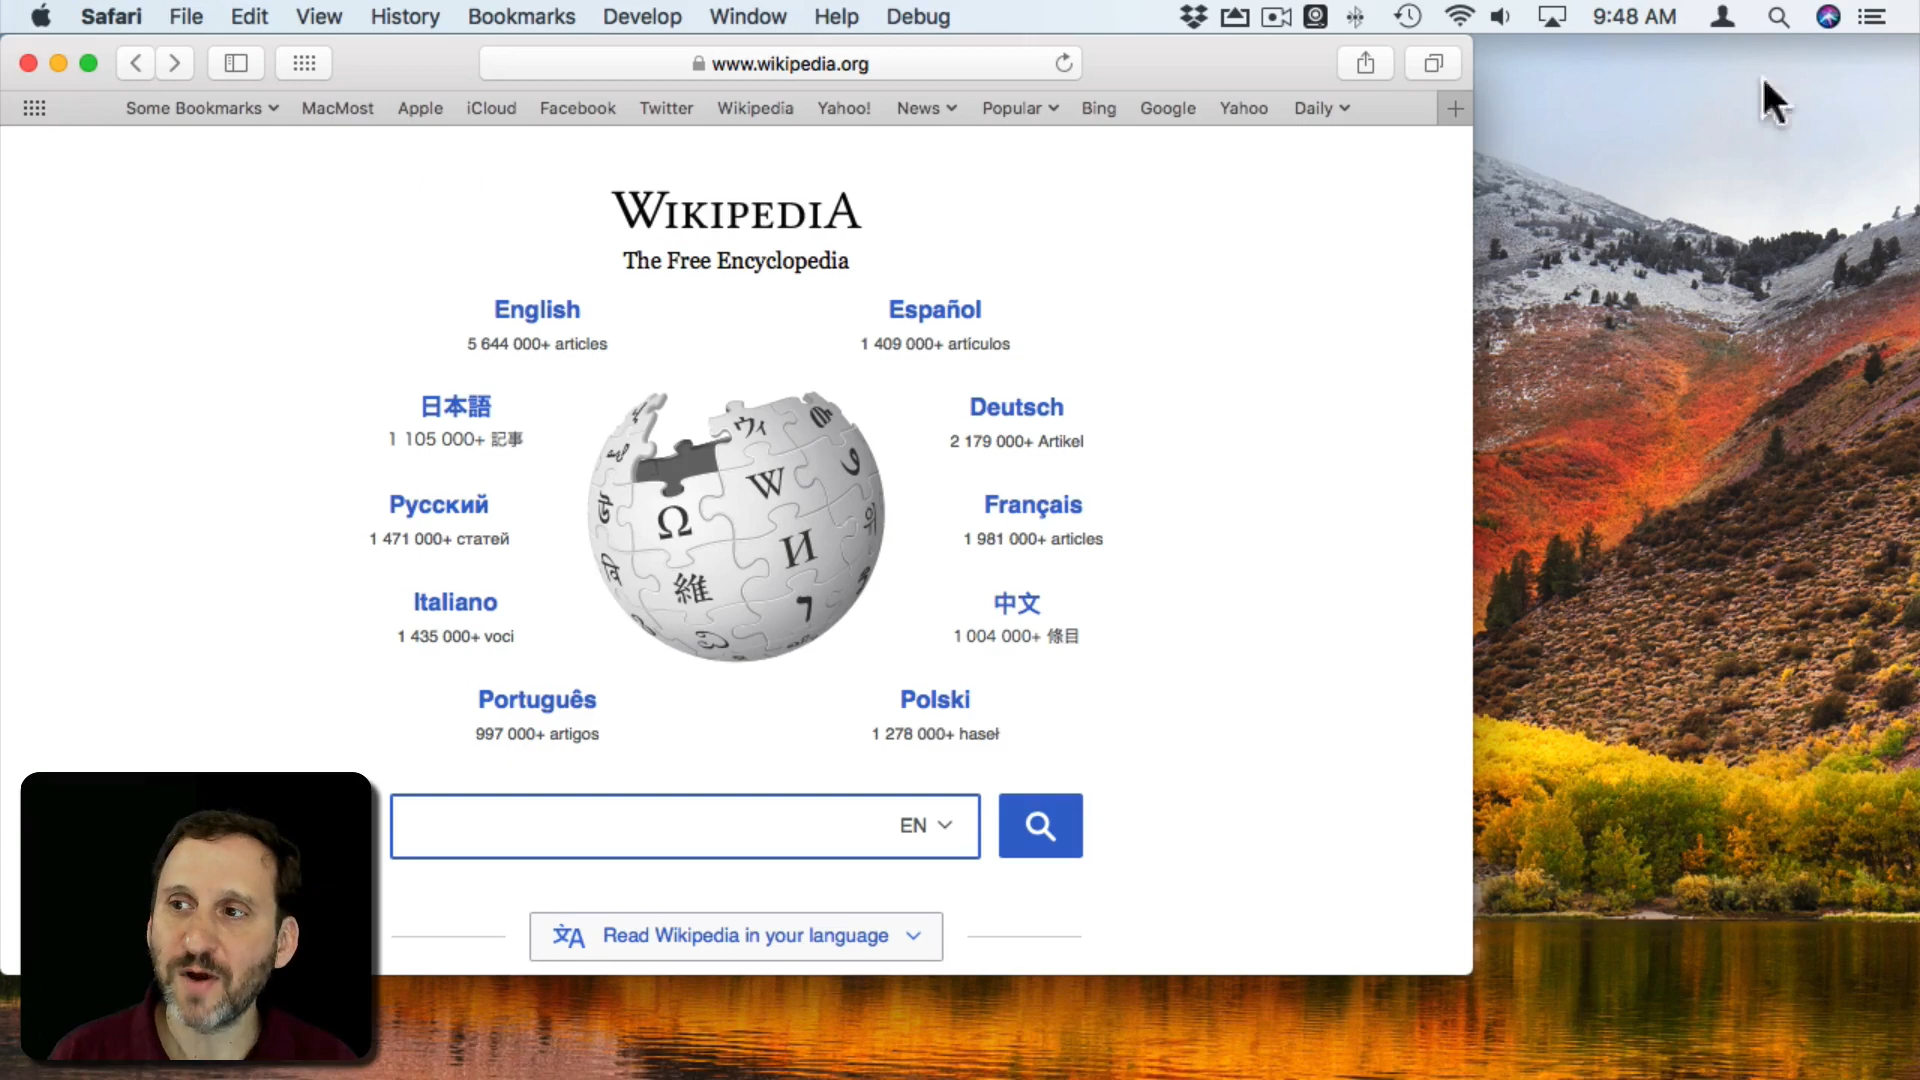 Safari File Edit View History Bookmarks Develop Window Help Debug 9:48 AM
www.wikipedia.org
Some Bookmarks MacMost Apple iCloud Facebook Twitter Wikipedia Yahoo! News Popular Bing Google Yahoo Daily
WIKIPEDIA
The Free Encyclopedia
English Español
5 644 000+ articles 1 409 000+ artículos
日本語 Deutsch
1 105 000+ 記事 2 179 000+ Artikel
Русский Français
1 471 000+ статей 1 981 000+ articles
Italiano 中文
1 435 000+ voci 1 004 000+ 條目
Português Polski
997 000+ artigos 1 278 000+ haseł
ウィ
W
Ω
И
維
EN
Read Wikipedia in your language